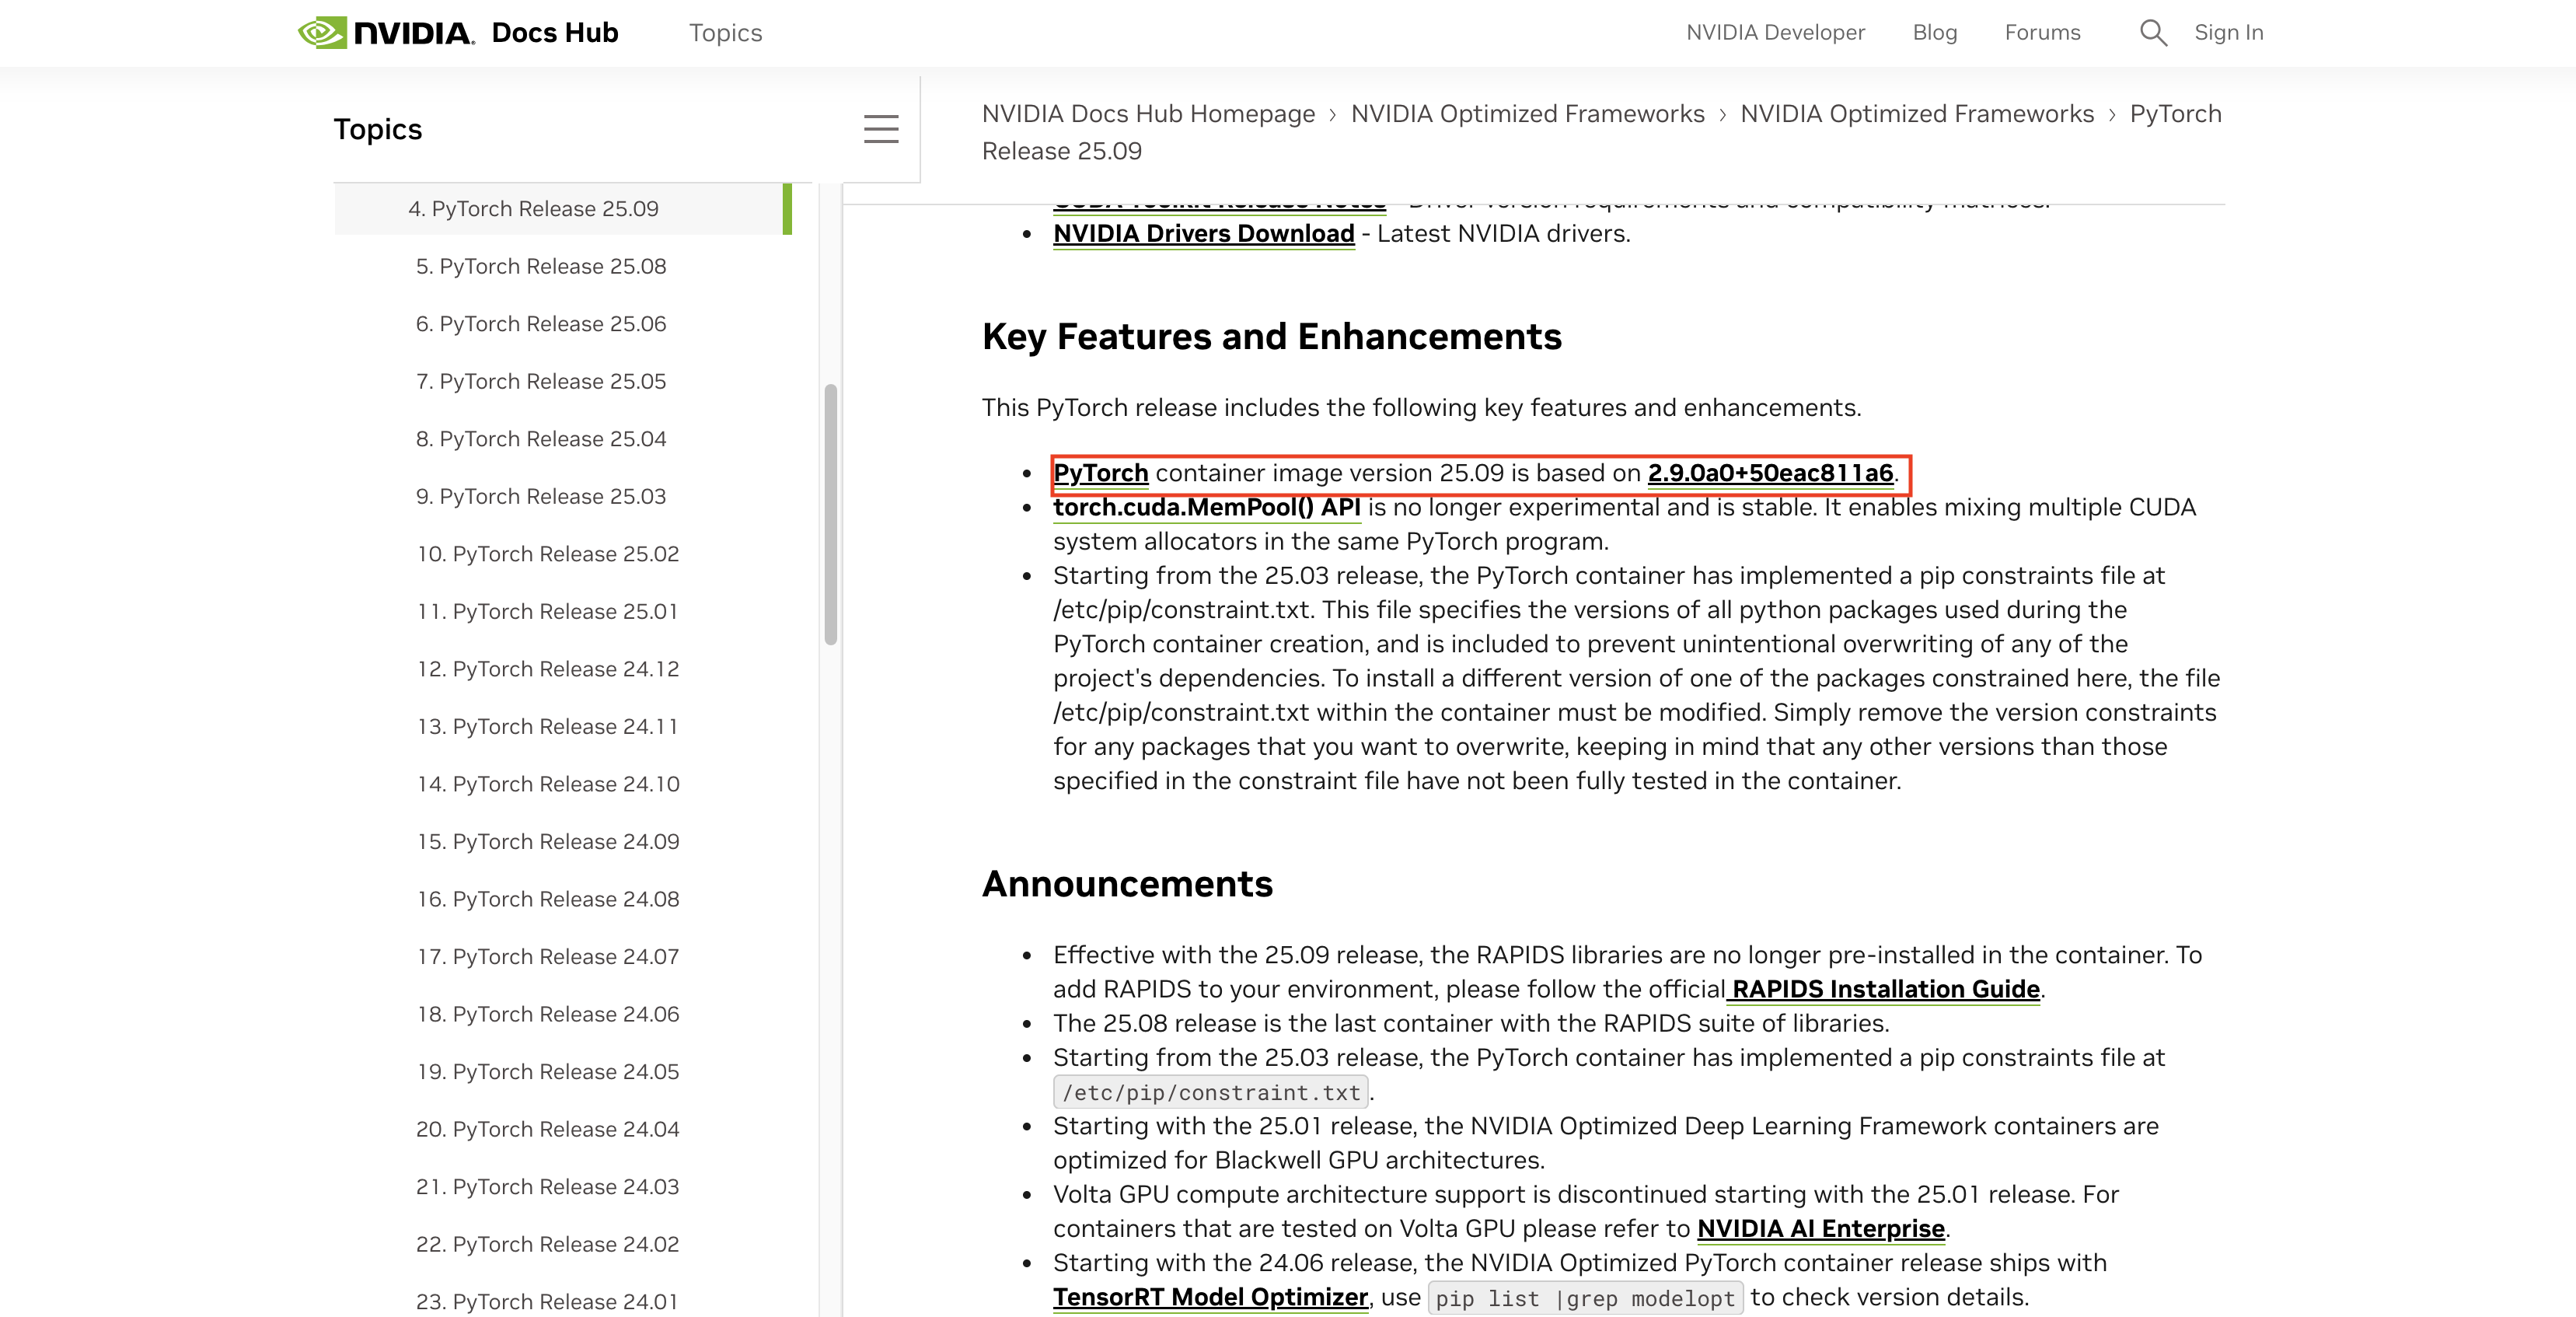 NVIDIA. Docs Hub Topics NVIDIA Developer Blog Forums Sign In
Topics
4. PyTorch Release 25.09
5. PyTorch Release 25.08
6. PyTorch Release 25.06
7. PyTorch Release 25.05
8. PyTorch Release 25.04
9. PyTorch Release 25.03
10. PyTorch Release 25.02
11. PyTorch Release 25.01
12. PyTorch Release 24.12
13. PyTorch Release 24.11
14. PyTorch Release 24.10
15. PyTorch Release 24.09
16. PyTorch Release 24.08
17. PyTorch Release 24.07
18. PyTorch Release 24.06
19. PyTorch Release 24.05
20. PyTorch Release 24.04
21. PyTorch Release 24.03
22. PyTorch Release 24.02
23. PyTorch Release 24.01
NVIDIA Docs Hub Homepage › NVIDIA Optimized Frameworks › NVIDIA Optimized Frameworks › PyTorch
Release 25.09
CUDA Toolkit Release Notes - Driver version requirements and compatibility matrices.
• NVIDIA Drivers Download - Latest NVIDIA drivers.
Key Features and Enhancements
This PyTorch release includes the following key features and enhancements.
• PyTorch container image version 25.09 is based on 2.9.0a0+50eac811a6.
• torch.cuda.MemPool() API is no longer experimental and is stable. It enables mixing multiple CUDA
system allocators in the same PyTorch program.
• Starting from the 25.03 release, the PyTorch container has implemented a pip constraints file at
/etc/pip/constraint.txt. This file specifies the versions of all python packages used during the
PyTorch container creation, and is included to prevent unintentional overwriting of any of the
project's dependencies. To install a different version of one of the packages constrained here, the file
/etc/pip/constraint.txt within the container must be modified. Simply remove the version constraints
for any packages that you want to overwrite, keeping in mind that any other versions than those
specified in the constraint file have not been fully tested in the container.
Announcements
• Effective with the 25.09 release, the RAPIDS libraries are no longer pre-installed in the container. To
add RAPIDS to your environment, please follow the official RAPIDS Installation Guide.
• The 25.08 release is the last container with the RAPIDS suite of libraries.
• Starting from the 25.03 release, the PyTorch container has implemented a pip constraints file at
/etc/pip/constraint.txt.
• Starting with the 25.01 release, the NVIDIA Optimized Deep Learning Framework containers are
optimized for Blackwell GPU architectures.
• Volta GPU compute architecture support is discontinued starting with the 25.01 release. For
containers that are tested on Volta GPU please refer to NVIDIA AI Enterprise.
• Starting with the 24.06 release, the NVIDIA Optimized PyTorch container release ships with
TensorRT Model Optimizer, use pip list |grep modelopt to check version details.